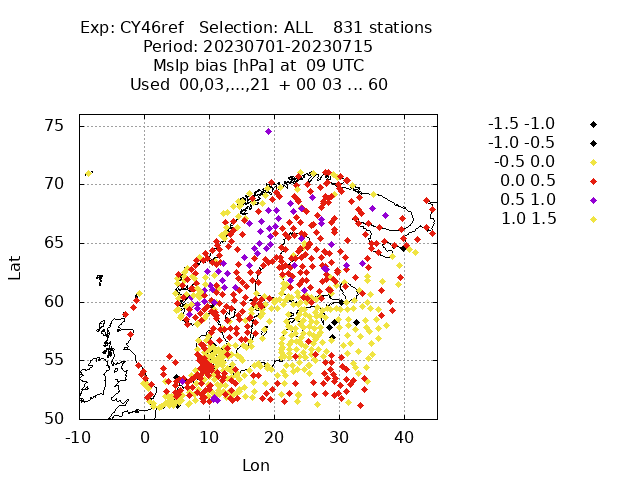 Exp: CY46ref Selection: ALL 831 stations
Period: 20230701-20230715
Mslp bias [hPa] at 09 UTC
Used 00,03,...,21 + 00 03 ... 60
-1.5 -1.0
-1.0 -0.5
-0.5 0.0
0.0 0.5
0.5 1.0
1.0 1.5
75
70
65
60
55
50
Lat
-10 0 10 20 30 40
Lon